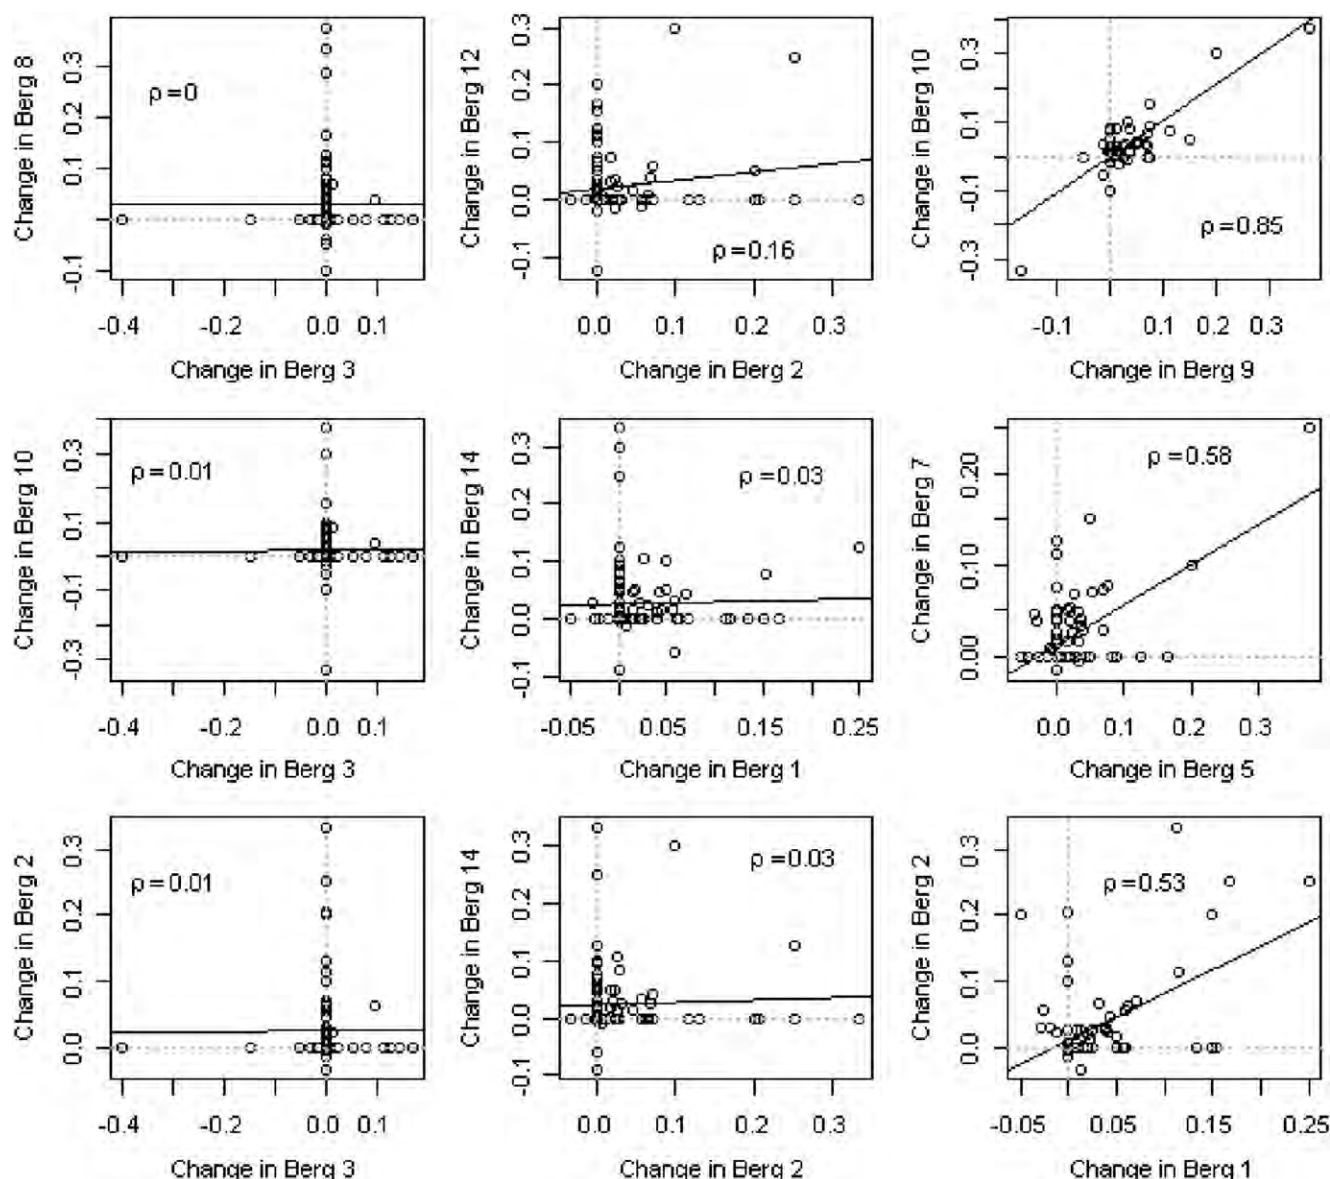 Change in Berg 8
0.3
0.2
0.1
-0.1
ρ=0
-0.4
-0.2
0.0
0.1
Change in Berg 3
Change in Berg 12
0.3
0.2
0.1
0.0
-0.1
ρ=0.16
0.0
0.1
0.2
0.3
Change in Berg 2
Change in Berg 10
0.3
0.1
-0.1
-0.3
ρ=0.85
-0.1
0.1
0.2
0.3
Change in Berg 9
Change in Berg 10
0.3
0.1
-0.1
-0.3
ρ=0.01
-0.4
-0.2
0.0
0.1
Change in Berg 3
Change in Berg 14
0.3
0.2
0.1
0.0
-0.1
ρ=0.03
-0.05
0.05
0.15
0.25
Change in Berg 1
Change in Berg 7
0.20
0.10
0.00
ρ=0.58
0.0
0.1
0.2
0.3
Change in Berg 5
Change in Berg 2
0.3
0.2
0.1
0.0
ρ=0.01
-0.4
-0.2
0.0
0.1
Change in Berg 3
Change in Berg 14
0.3
0.2
0.1
0.0
-0.1
ρ=0.03
0.0
0.1
0.2
0.3
Change in Berg 2
Change in Berg 2
0.3
0.2
0.1
0.0
ρ=0.53
-0.05
0.05
0.15
0.25
Change in Berg 1